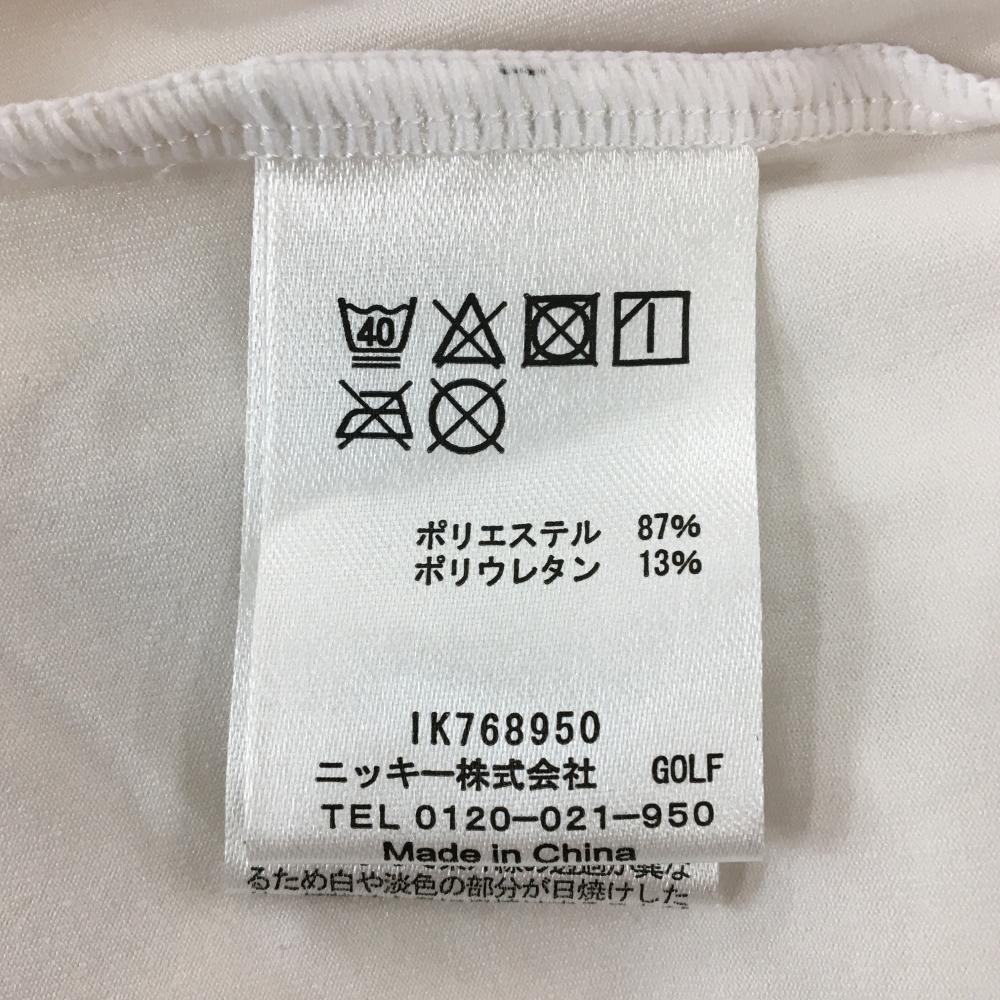 40
ポリエステル 87%
ポリウレタン 13%
IK768950
ニッキー株式会社 GOLF
TEL 0120-021-950
Made in China
るため白や淡色の部分が日焼けした